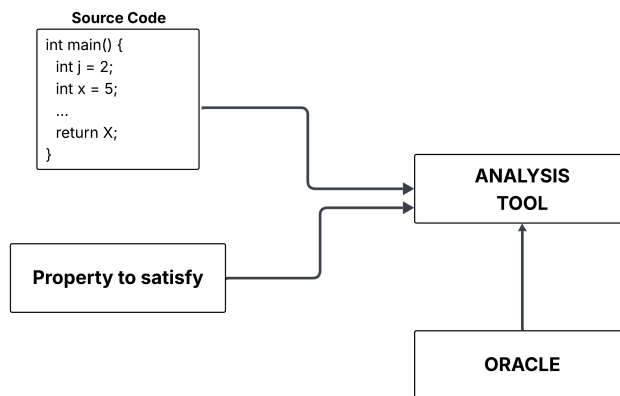 Source Code
int main() {
int j = 2;
int x = 5;
...
return X;
}
ANALYSIS
TOOL
Property to satisfy
ORACLE